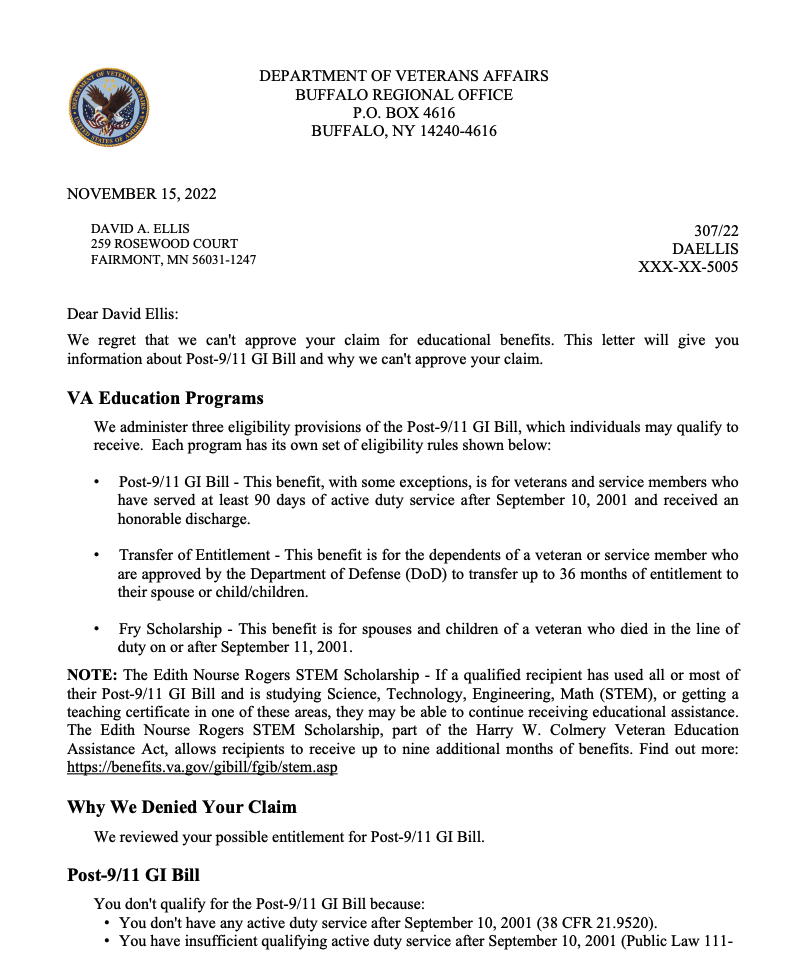 DEPARTMENT OF VETERANS AFFAIRS
BUFFALO REGIONAL OFFICE
P.O. BOX 4616
BUFFALO, NY 14240-4616
DEPARTMENT OF VETERANS AFFAIRS
UNITED STATES OF AMERICA
NOVEMBER 15, 2022
DAVID A. ELLIS
259 ROSEWOOD COURT
FAIRMONT, MN 56031-1247
307/22
DAELLIS
XXX-XX-5005
Dear David Ellis:
We regret that we can't approve your claim for educational benefits. This letter will give you
information about Post-9/11 GI Bill and why we can't approve your claim.
VA Education Programs
We administer three eligibility provisions of the Post-9/11 GI Bill, which individuals may qualify to
receive. Each program has its own set of eligibility rules shown below:
• Post-9/11 GI Bill - This benefit, with some exceptions, is for veterans and service members who
have served at least 90 days of active duty service after September 10, 2001 and received an
honorable discharge.
• Transfer of Entitlement - This benefit is for the dependents of a veteran or service member who
are approved by the Department of Defense (DoD) to transfer up to 36 months of entitlement to
their spouse or child/children.
• Fry Scholarship - This benefit is for spouses and children of a veteran who died in the line of
duty on or after September 11, 2001.
NOTE: The Edith Nourse Rogers STEM Scholarship - If a qualified recipient has used all or most of
their Post-9/11 GI Bill and is studying Science, Technology, Engineering, Math (STEM), or getting a
teaching certificate in one of these areas, they may be able to continue receiving educational assistance.
The Edith Nourse Rogers STEM Scholarship, part of the Harry W. Colmery Veteran Education
Assistance Act, allows recipients to receive up to nine additional months of benefits. Find out more:
https://benefits.va.gov/gibill/fgib/stem.asp
Why We Denied Your Claim
We reviewed your possible entitlement for Post-9/11 GI Bill.
Post-9/11 GI Bill
You don't qualify for the Post-9/11 GI Bill because:
• You don't have any active duty service after September 10, 2001 (38 CFR 21.9520).
• You have insufficient qualifying active duty service after September 10, 2001 (Public Law 111-